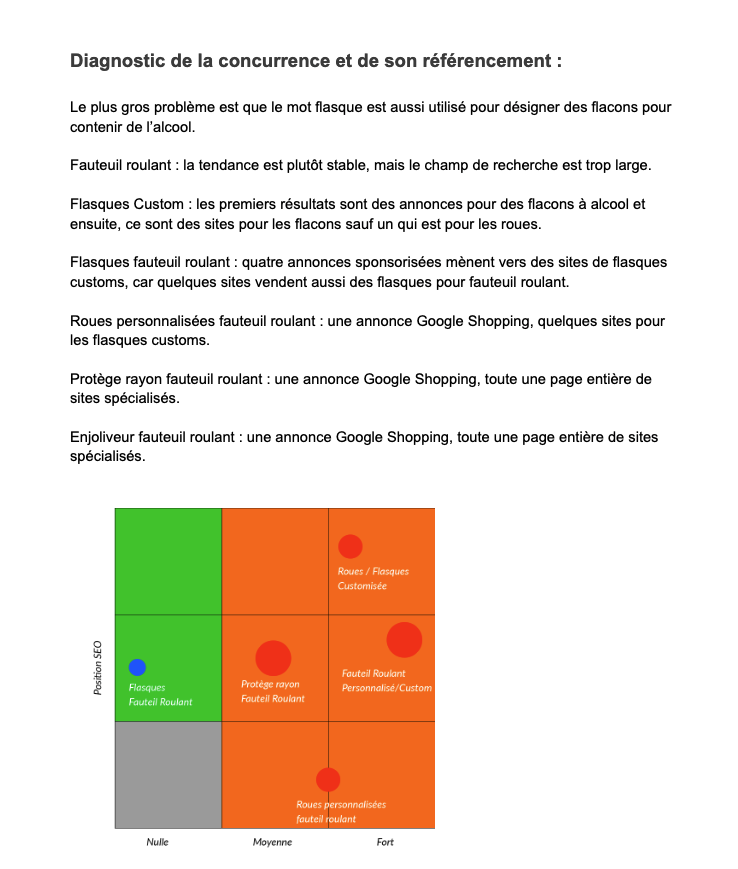 Diagnostic de la concurrence et de son référencement :
Le plus gros problème est que le mot flasque est aussi utilisé pour désigner des flacons pour
contenir de l'alcool.
Fauteuil roulant : la tendance est plutôt stable, mais le champ de recherche est trop large.
Flasques Custom : les premiers résultats sont des annonces pour des flacons à alcool et
ensuite, ce sont des sites pour les flacons sauf un qui est pour les roues.
Flasques fauteuil roulant : quatre annonces sponsorisées mènent vers des sites de flasques
customs, car quelques sites vendent aussi des flasques pour fauteuil roulant.
Roues personnalisées fauteuil roulant : une annonce Google Shopping, quelques sites pour
les flasques customs.
Protège rayon fauteuil roulant : une annonce Google Shopping, toute une page entière de
sites spécialisés.
Enjoliveur fauteuil roulant : une annonce Google Shopping, toute une page entière de sites
spécialisés.
Roues / Flasques
Customisée
Position SEO
Flasques
Fauteil Roulant
Protège rayon
Fauteil Roulant
Fauteil Roulant
Personnalisé/Custom
Roues personnalisées
fauteil roulant
Nulle
Moyenne
Fort